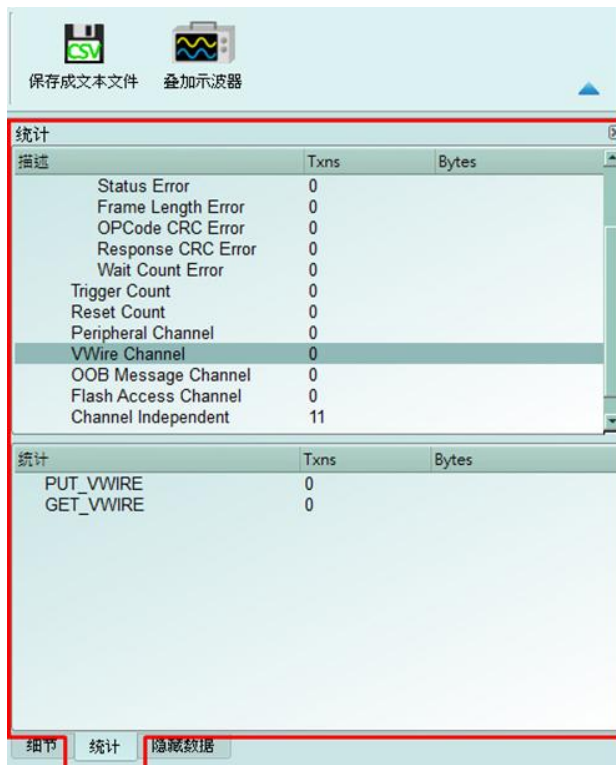 CSV
保存成文本文件 叠加示波器
统计
描述 Txns Bytes
Status Error 0
Frame Length Error 0
OPCode CRC Error 0
Response CRC Error 0
Wait Count Error 0
Trigger Count 0
Reset Count 0
Peripheral Channel 0
VWire Channel 0
OOB Message Channel 0
Flash Access Channel 0
Channel Independent 11
统计 Txns Bytes
PUT_VWIRE 0
GET_VWIRE 0
细节 统计 隐藏数据